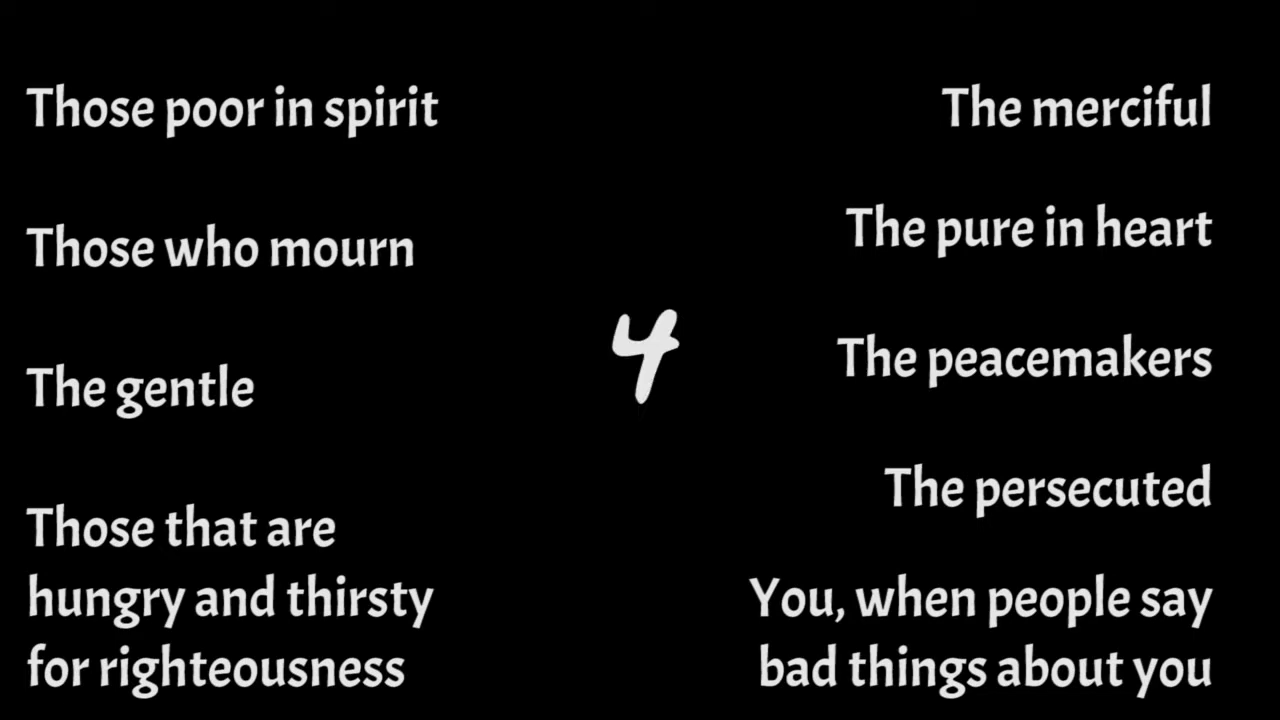 Those poor in spirit
Those who mourn
The gentle
Those that are
hungry and thirsty
for righteousness
4
The merciful
The pure in heart
The peacemakers
The persecuted
You, when people say
bad things about you